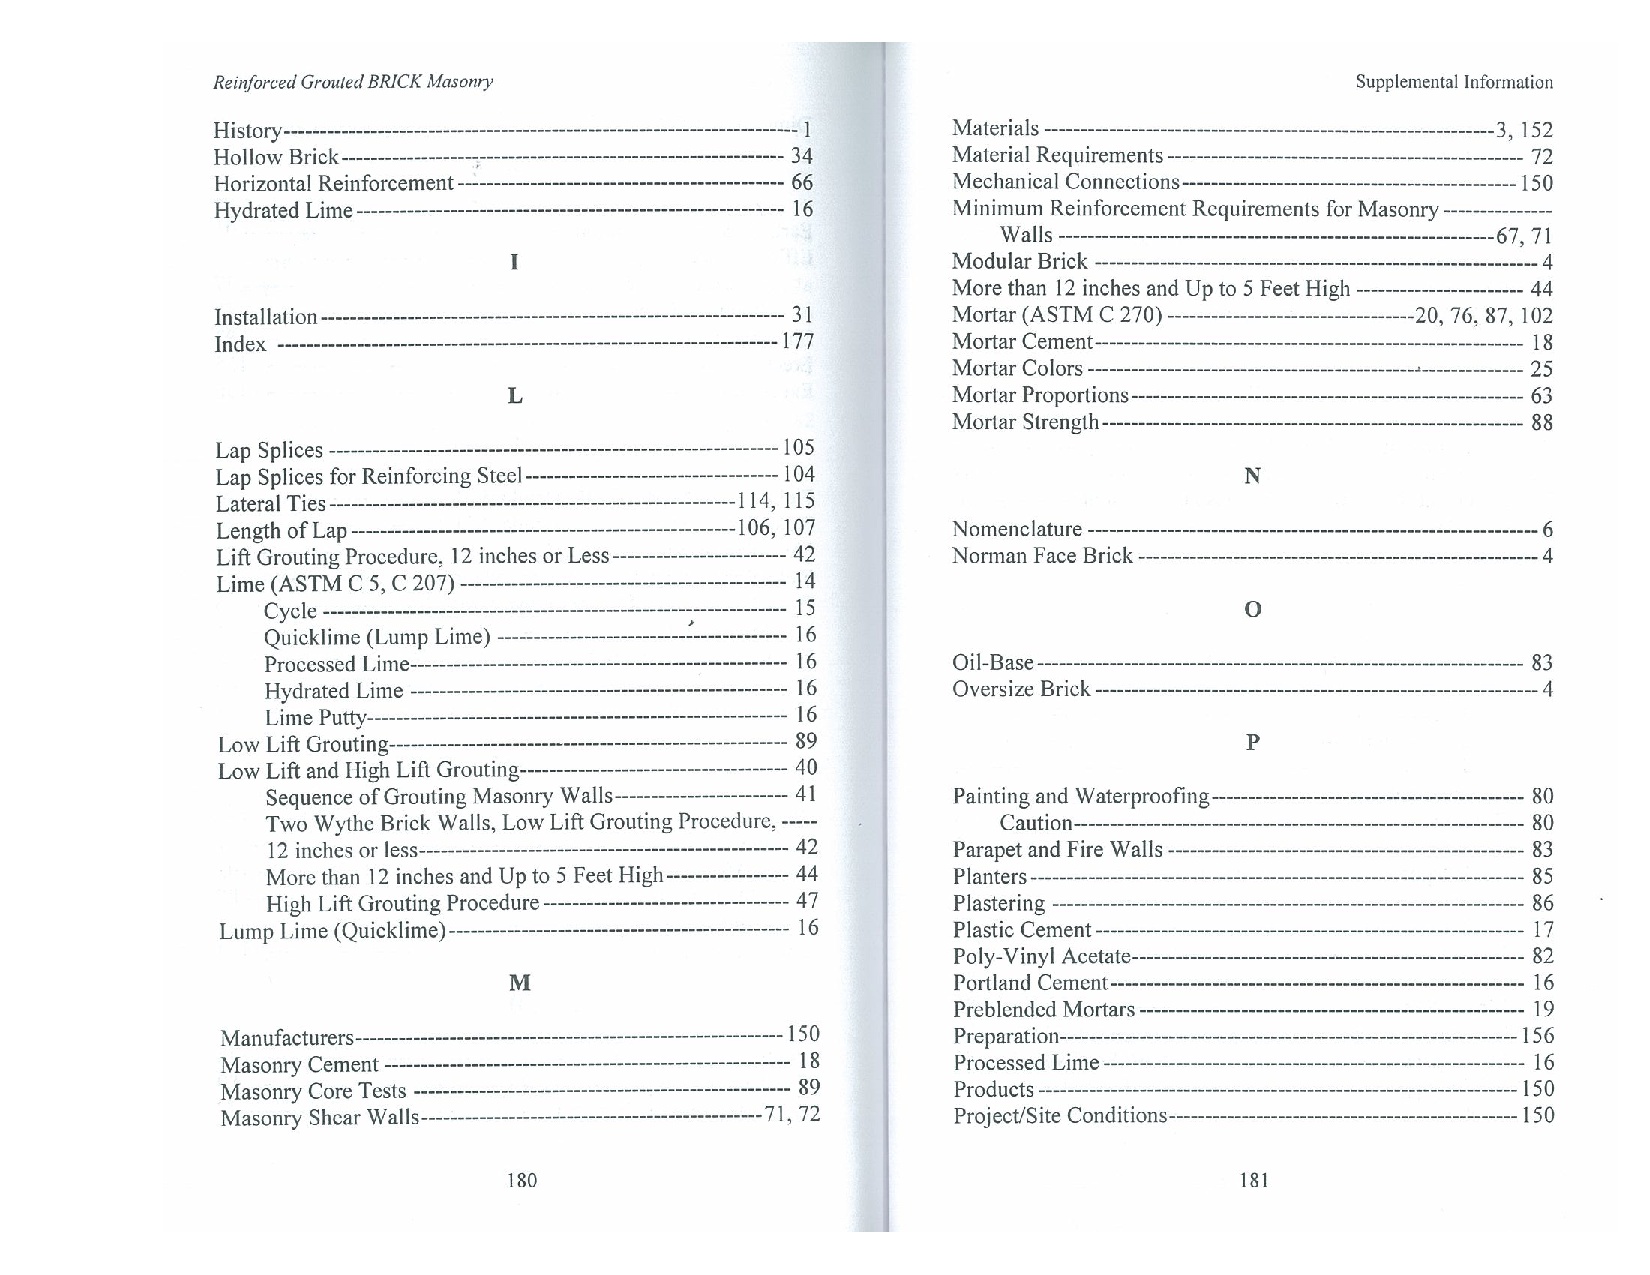 Reinforced Grouted BRICK Masonry
History 1
Hollow Brick 34
Horizontal Reinforcement 66
Hydrated Lime 16
I
Installation 31
Index 177
L
Lap Splices 105
Lap Splices for Reinforcing Steel 104
Lateral Ties 114, 115
Length of Lap 106, 107
Lift Grouting Procedure, 12 inches or Less 42
Lime (ASTM C 5, C 207) 14
Cycle 15
Quicklime (Lump Lime) 16
Processed Lime 16
Hydrated Lime 16
Lime Putty 16
Low Lift Grouting 89
Low Lift and High Lift Grouting 40
Sequence of Grouting Masonry Walls 41
Two Wythe Brick Walls, Low Lift Grouting Procedure,
12 inches or less 42
More than 12 inches and Up to 5 Feet High 44
High Lift Grouting Procedure 47
Lump Lime (Quicklime) 16
M
Manufacturers 150
Masonry Cement 18
Masonry Core Tests 89
Masonry Shear Walls 71, 72
180
Supplemental Information
Materials 3, 152
Material Requirements 72
Mechanical Connections 150
Minimum Reinforcement Requirements for Masonry
Walls 67, 71
Modular Brick 4
More than 12 inches and Up to 5 Feet High 44
Mortar (ASTM C 270) 20, 76, 87, 102
Mortar Cement 18
Mortar Colors 25
Mortar Proportions 63
Mortar Strength 88
N
Nomenclature 6
Norman Face Brick 4
O
Oil-Base 83
Oversize Brick 4
P
Painting and Waterproofing 80
Caution 80
Parapet and Fire Walls 83
Planters 85
Plastering 86
Plastic Cement 17
Poly-Vinyl Acetate 82
Portland Cement 16
Preblended Mortars 19
Preparation 156
Processed Lime 16
Products 150
Project/Site Conditions 150
181